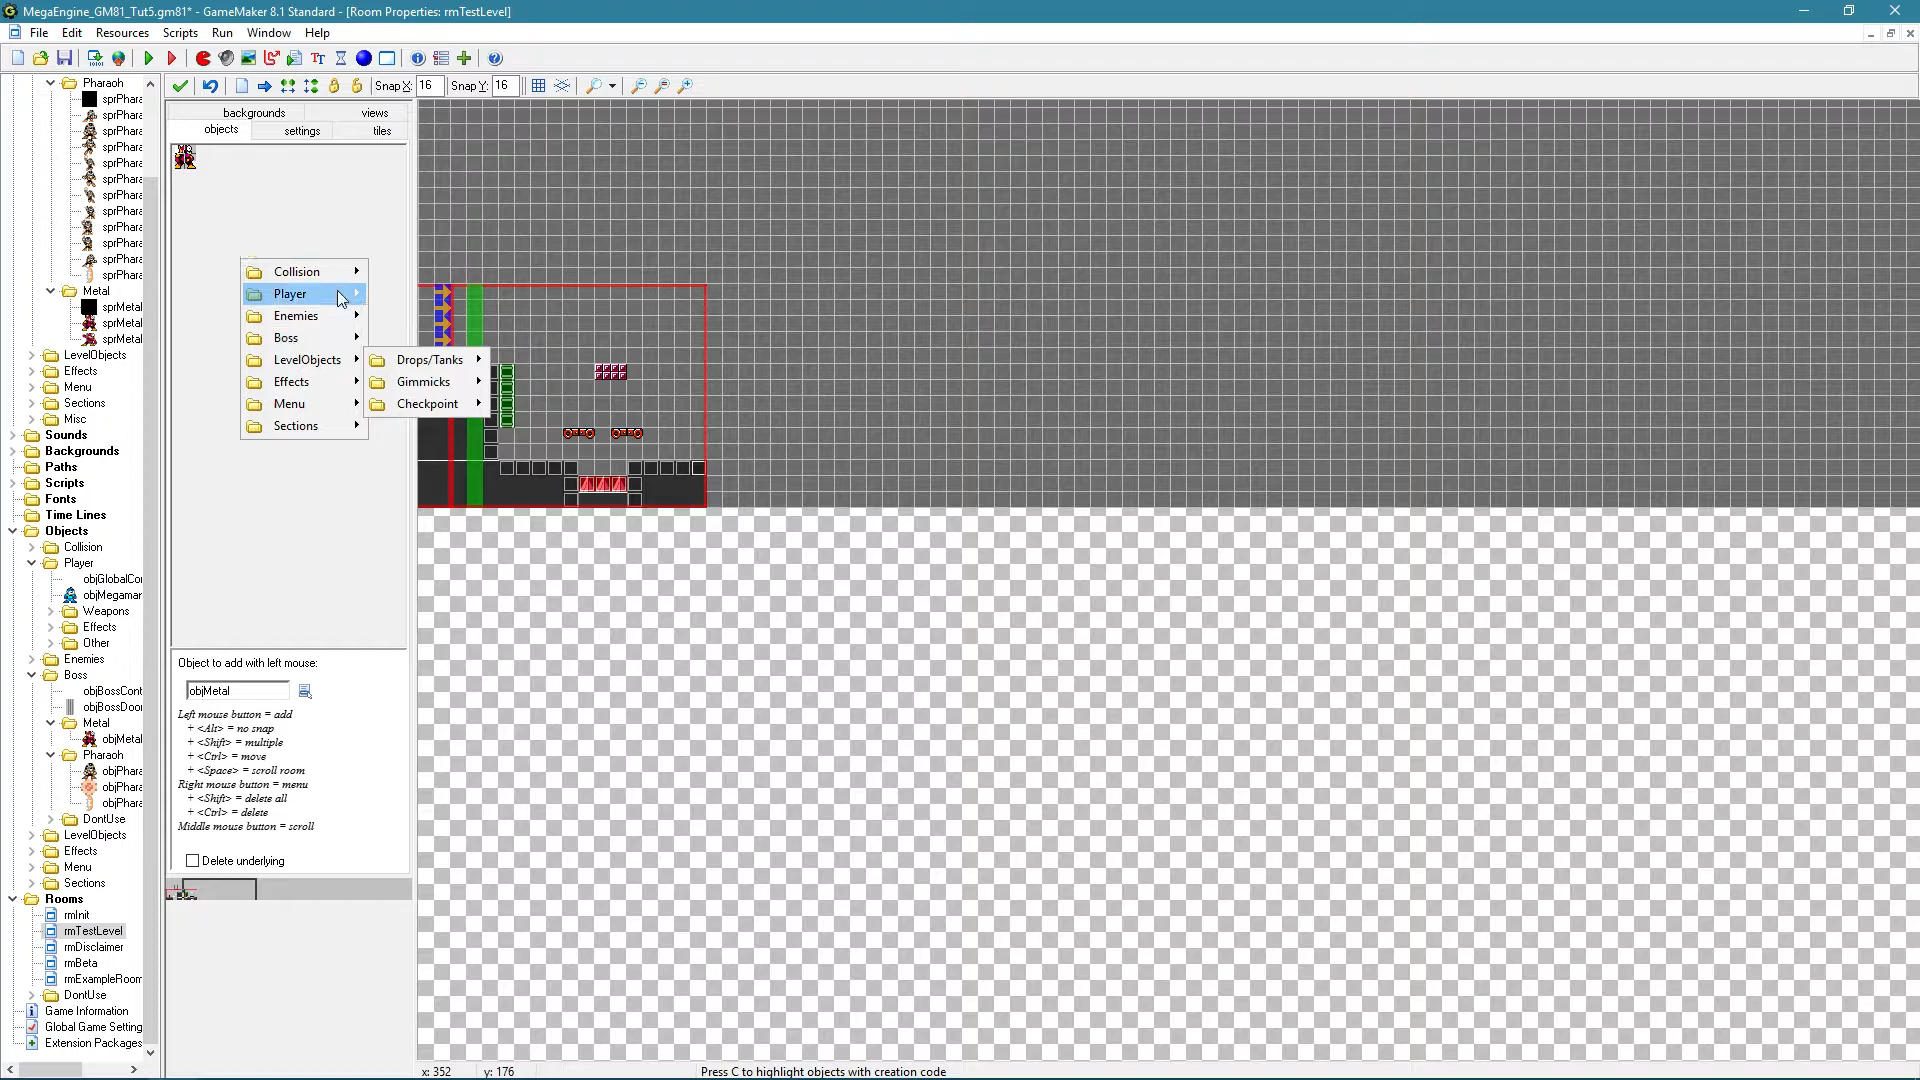 MegaEngine_GM81_Tut5.gm81* - GameMaker 8.1 Standard - [Room Properties: rmTestLevel]
File Edit Resources Scripts Run Window Help
Snap X: 16 Snap Y: 16
Pharaoh
sprPhara
sprPhara
sprPhara
sprPhara
sprPhara
sprPhara
sprPhara
sprPhara
sprPhara
sprPhara
sprPhara
sprPhara
Metal
sprMetal
sprMetal
sprMetal
LevelObjects
Effects
Menu
Sections
Misc
Sounds
Backgrounds
Paths
Scripts
Fonts
Time Lines
Objects
Collision
Player
objGlobalCor
objMegaman
Weapons
Effects
Other
Enemies
Boss
objBossCont
objBossDoor
Metal
objMetal
Pharaoh
objPhara
objPhara
objPhara
DontUse
LevelObjects
Effects
Menu
Sections
Rooms
rmInit
rmTestLevel
rmDisclaimer
rmBeta
rmExampleRoom
DontUse
Game Information
Global Game Setting
Extension Packages
backgrounds views
objects settings tiles
Collision
Player
Enemies
Boss
LevelObjects
Effects
Menu
Sections
Drops/Tanks
Gimmicks
Checkpoint
Object to add with left mouse:
objMetal
Left mouse button = add
+ <Alt> = no snap
+ <Shift> = multiple
+ <Ctrl> = move
+ <Space> = scroll room
Right mouse button = menu
+ <Shift> = delete all
+ <Ctrl> = delete
Middle mouse button = scroll
Delete underlying
x: 352 y: 176 Press C to highlight objects with creation code